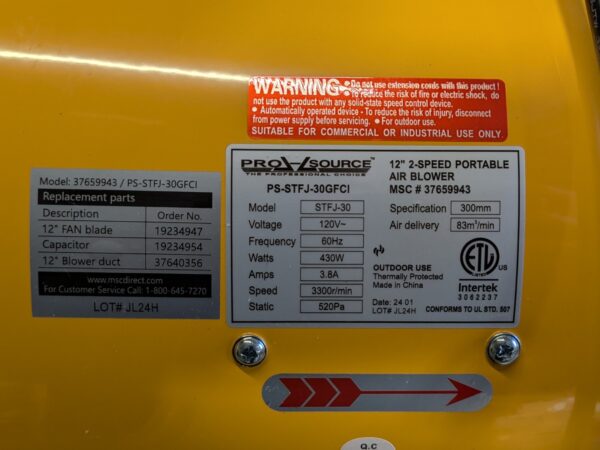 WARNING: • Do not use extension cords with this product !
• To reduce the risk of fire or electric shock, do
not use the product with any solid-state speed control device.
• Automatically operated device - To reduce the risk of injury, disconnect
from power supply before servicing. • For outdoor use.
SUITABLE FOR COMMERCIAL OR INDUSTRIAL USE ONLY
Model: 37659943 / PS-STFJ-30GFCI
Replacement parts
Description Order No.
12" FAN blade 19234947
Capacitor 19234954
12" Blower duct 37640356
www.mscdirect.com
For Customer Service Call: 1-800-645-7270
LOT# JL24H
PRO SOURCE™
THE PROFESSIONAL CHOICE
PS-STFJ-30GFCI
12" 2-SPEED PORTABLE
AIR BLOWER
MSC # 37659943
Model STFJ-30
Voltage 120V~
Frequency 60Hz
Watts 430W
Amps 3.8A
Speed 3300r/min
Static 520Pa
Specification 300mm
Air delivery 83m³/min
OUTDOOR USE
Thermally Protected
Made in China
Date: 24 01
LOT# JL24H
ETL
US
Intertek
3062237
CONFORMS TO UL STD. 507
Q.C